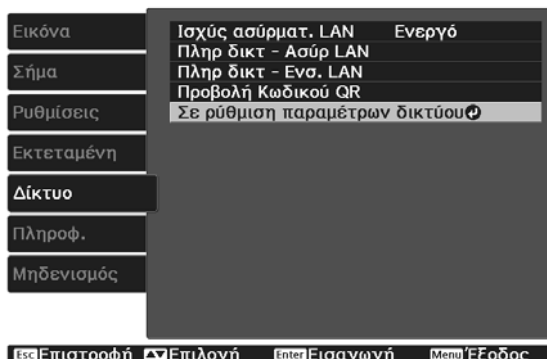 Εικόνα
Σήμα
Ρυθμίσεις
Εκτεταμένη
Δίκτυο
Πληροφ.
Μηδενισμός
Ισχύς ασύρματ. LAN Ενεργό
Πληρ δικτ - Ασύρ LAN
Πληρ δικτ - Ενσ. LAN
Προβολή Κωδικού QR
Σε ρύθμιση παραμέτρων δικτύου
Esc Επιστροφή Επιλογή Enter Εισαγωγή Menu Έξοδος